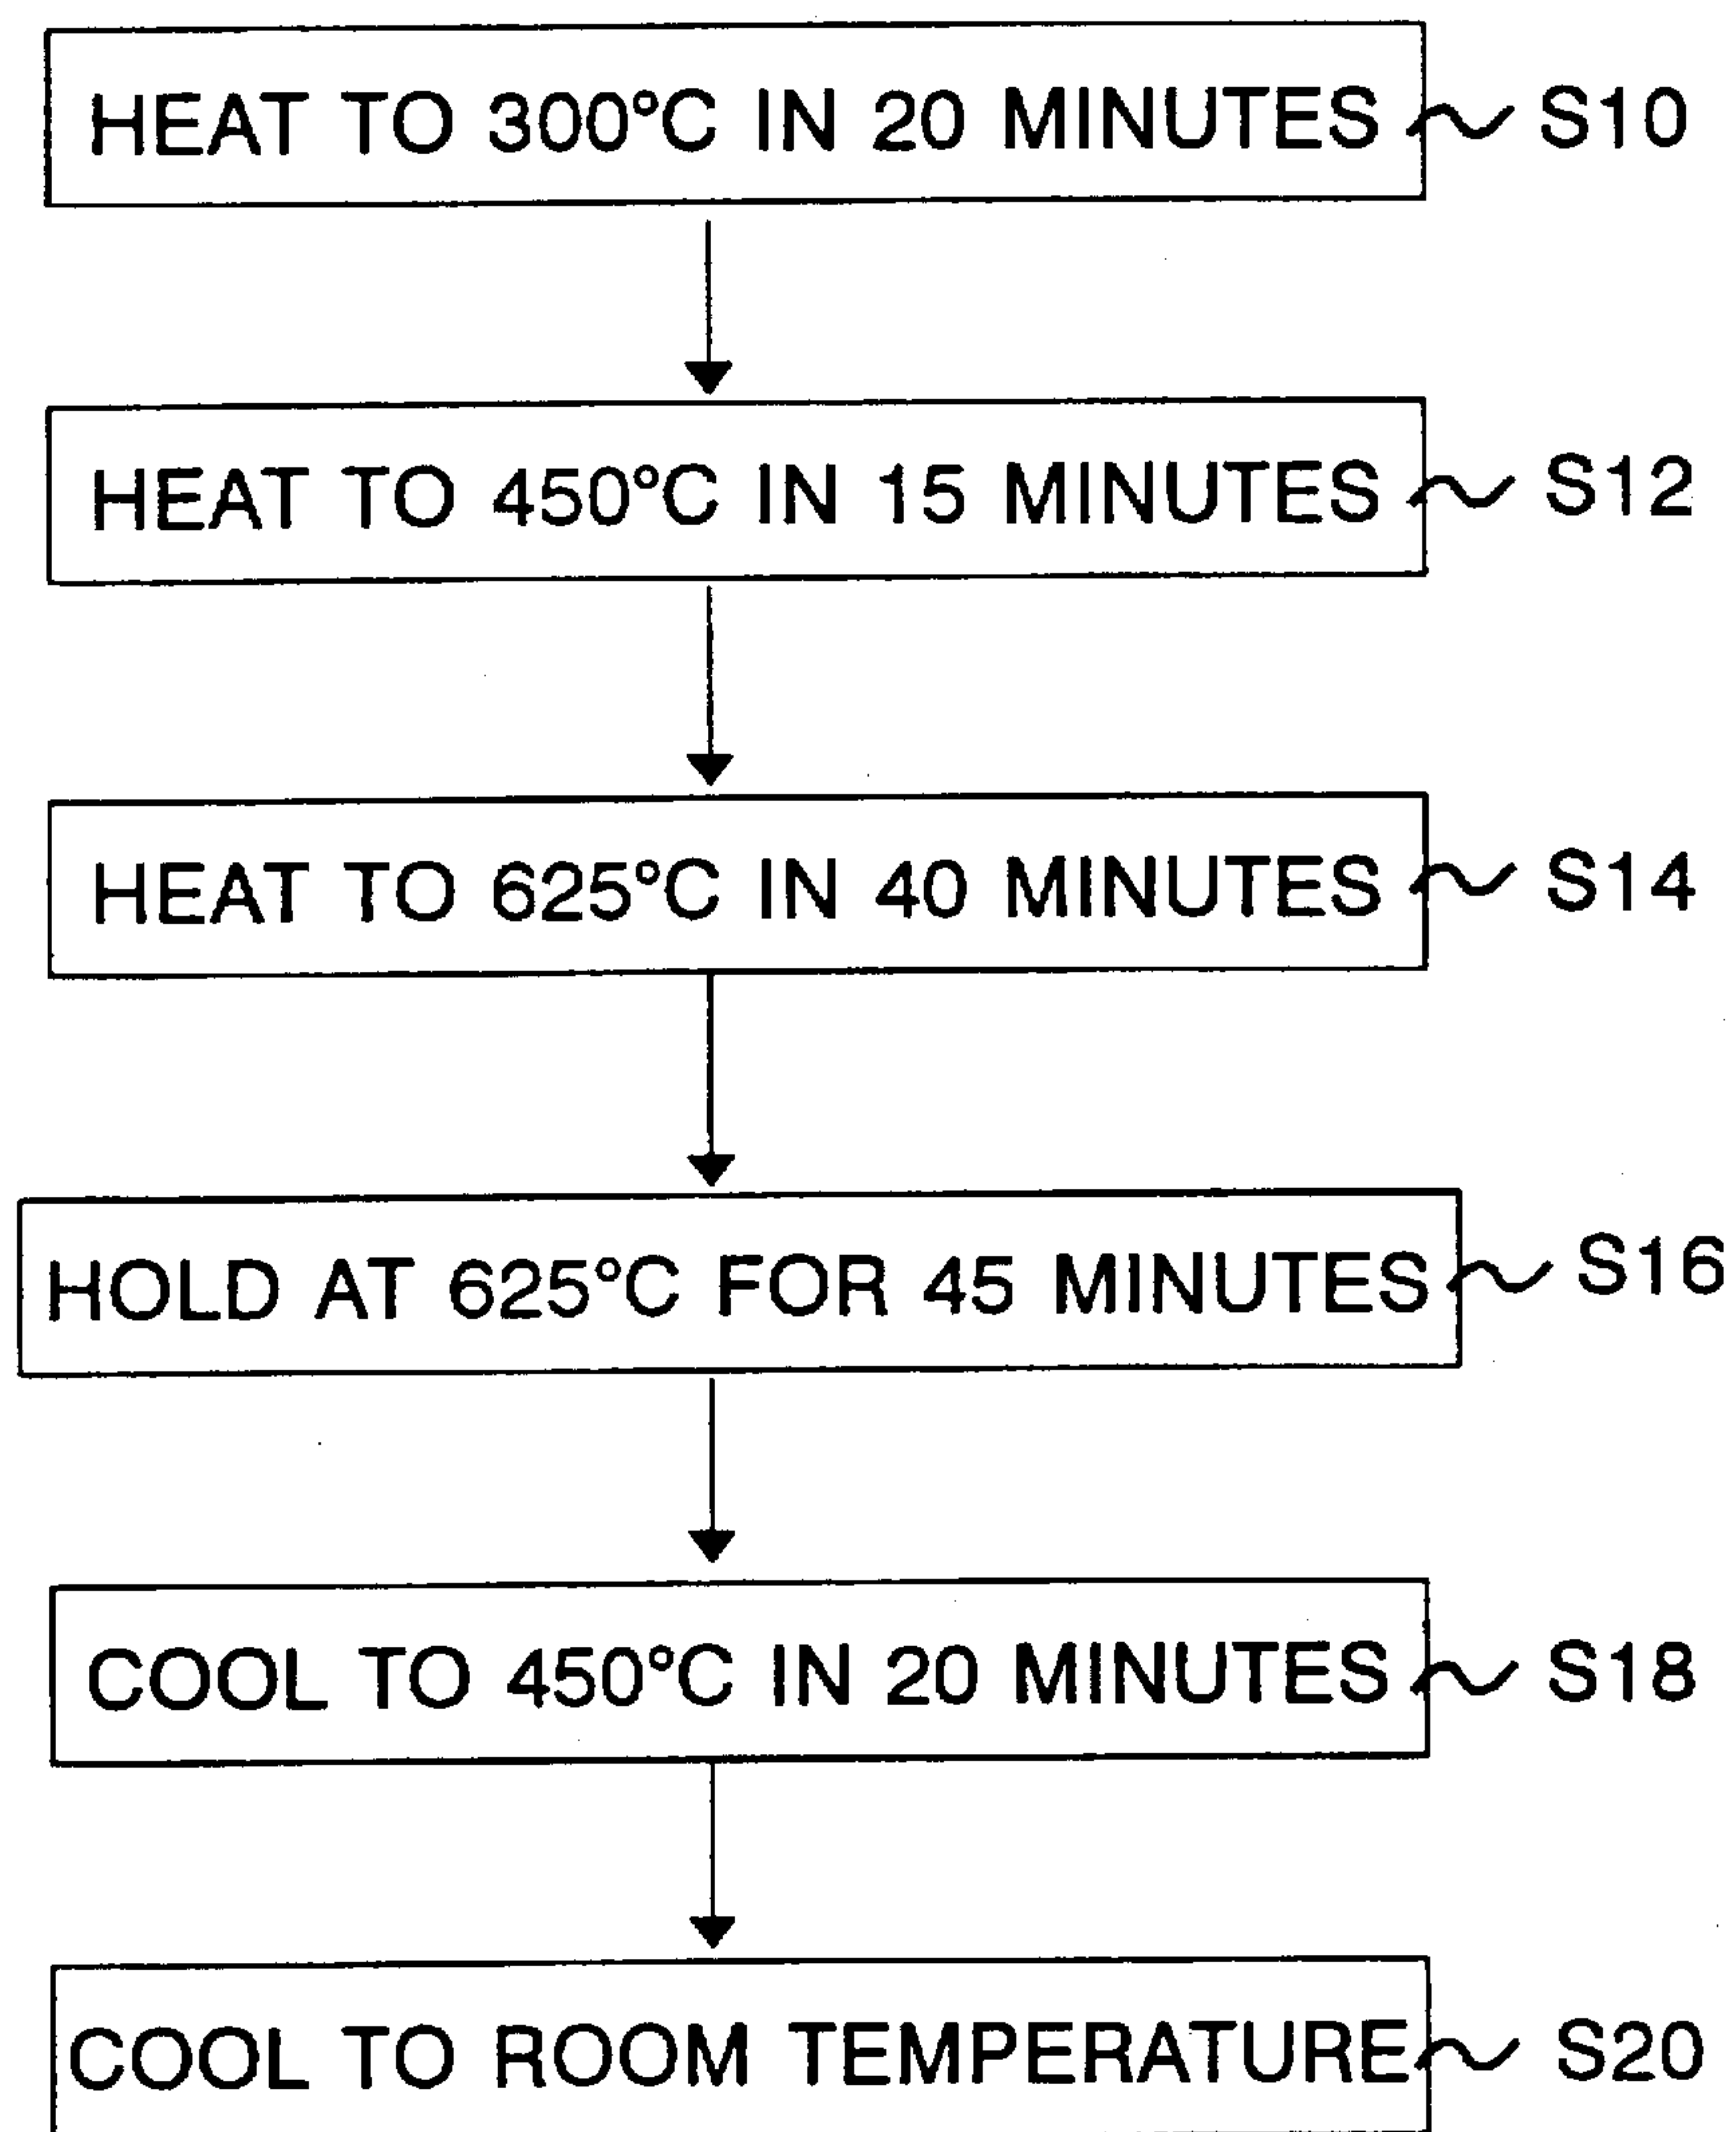 HEAT TO 300°C IN 20 MINUTES S10
HEAT TO 450°C IN 15 MINUTES S12
HEAT TO 625°C IN 40 MINUTES S14
HOLD AT 625°C FOR 45 MINUTES S16
COOL TO 450°C IN 20 MINUTES S18
COOL TO ROOM TEMPERATURE S20